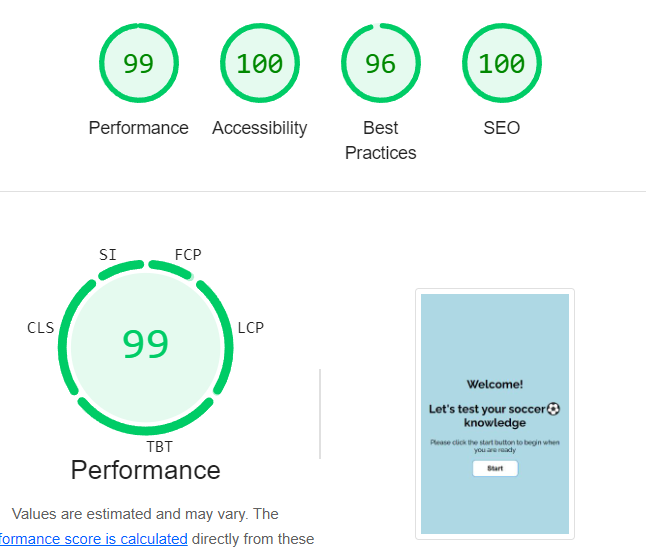 99
100
96
100
Performance
Accessibility
Best
Practices
SEO
SI
FCP
CLS
LCP
99
TBT
Performance
Values are estimated and may vary. The
formance score is calculated directly from these
Welcome!
Let's test your soccer⚽
knowledge
Please click the start button to begin when
you are ready
Start